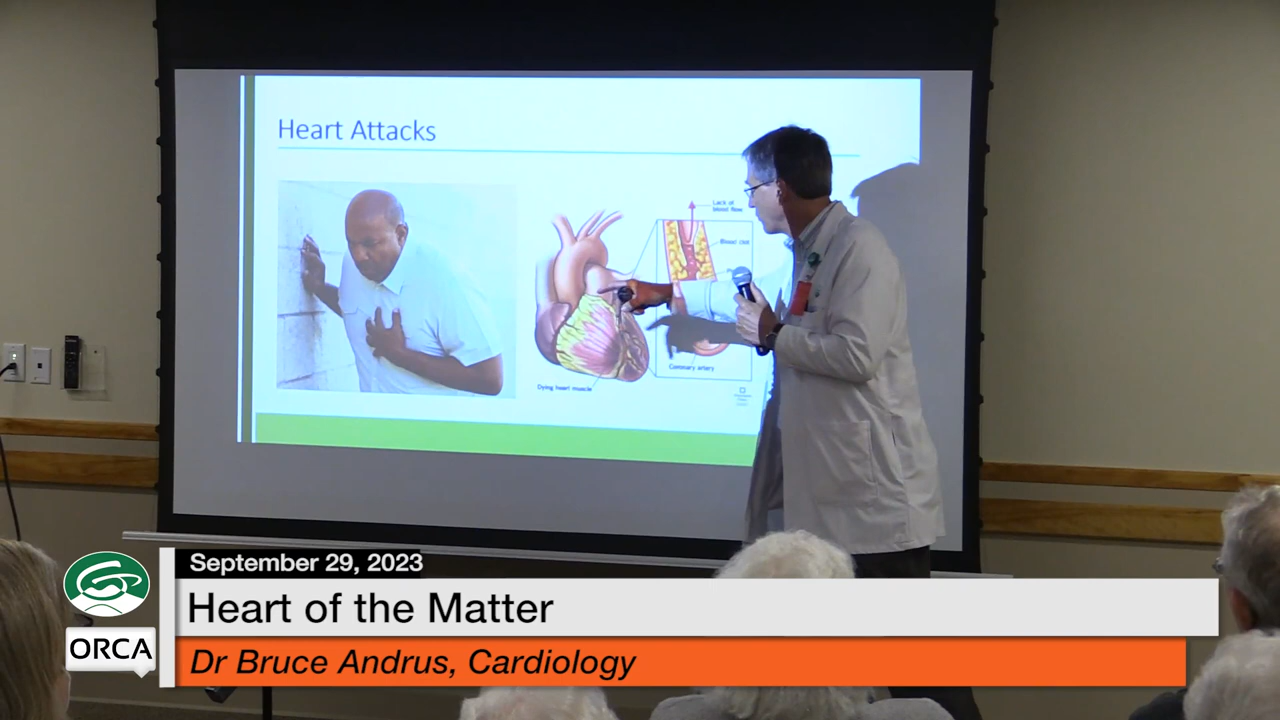 Heart Attacks
Lack of
blood flow
Blood clot
Coronary artery
Dying heart muscle
September 29, 2023
Heart of the Matter
ORCA
Dr Bruce Andrus, Cardiology